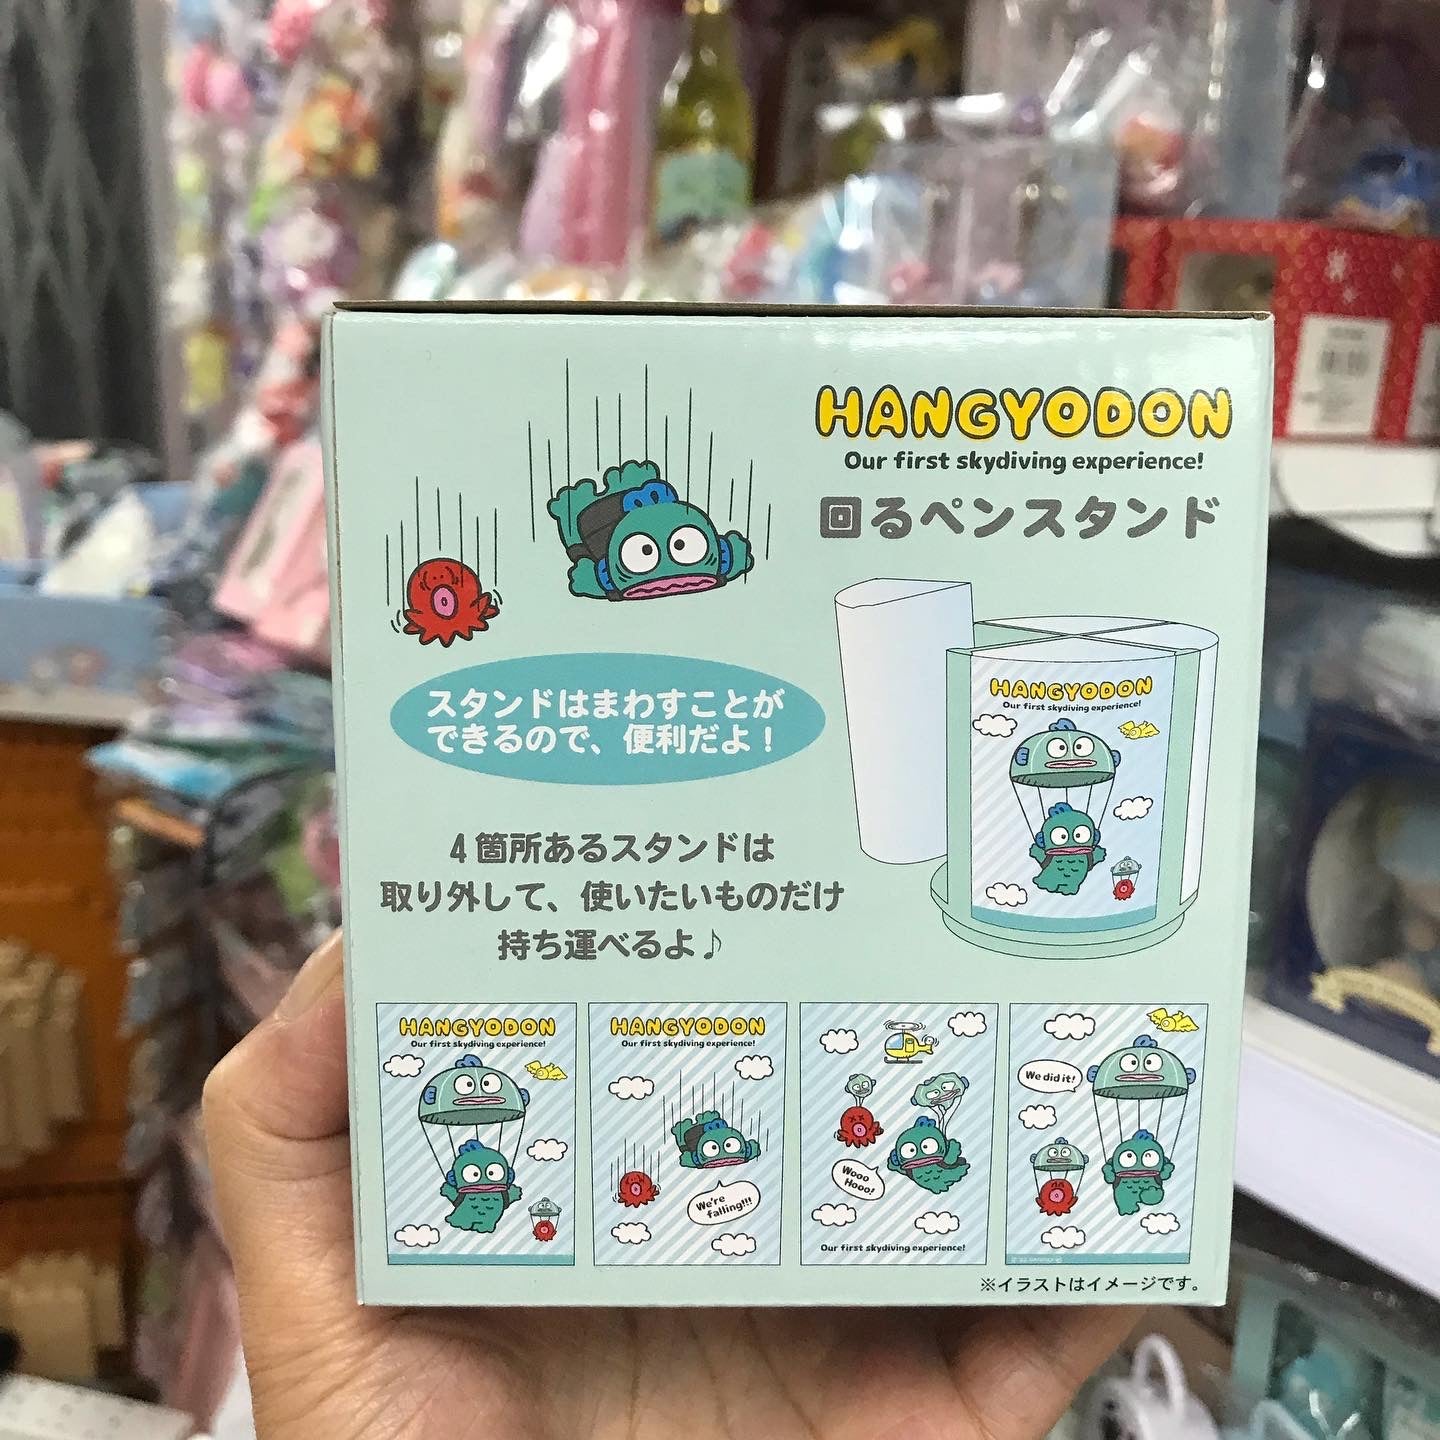 HANGYODON
Our first skydiving experience!
回るペンスタンド
スタンドはまわすことが
できるので、便利だよ！
HANGYODON
Our first skydiving experience!
4箇所あるスタンドは
取り外して、使いたいものだけ
持ち運べるよ♪
HANGYODON
Our first skydiving experience!
HANGYODON
Our first skydiving experience!
We're
falling!!!
Wooo
Hooo!
Our first skydiving experience!
We did it!
※イラストはイメージです。